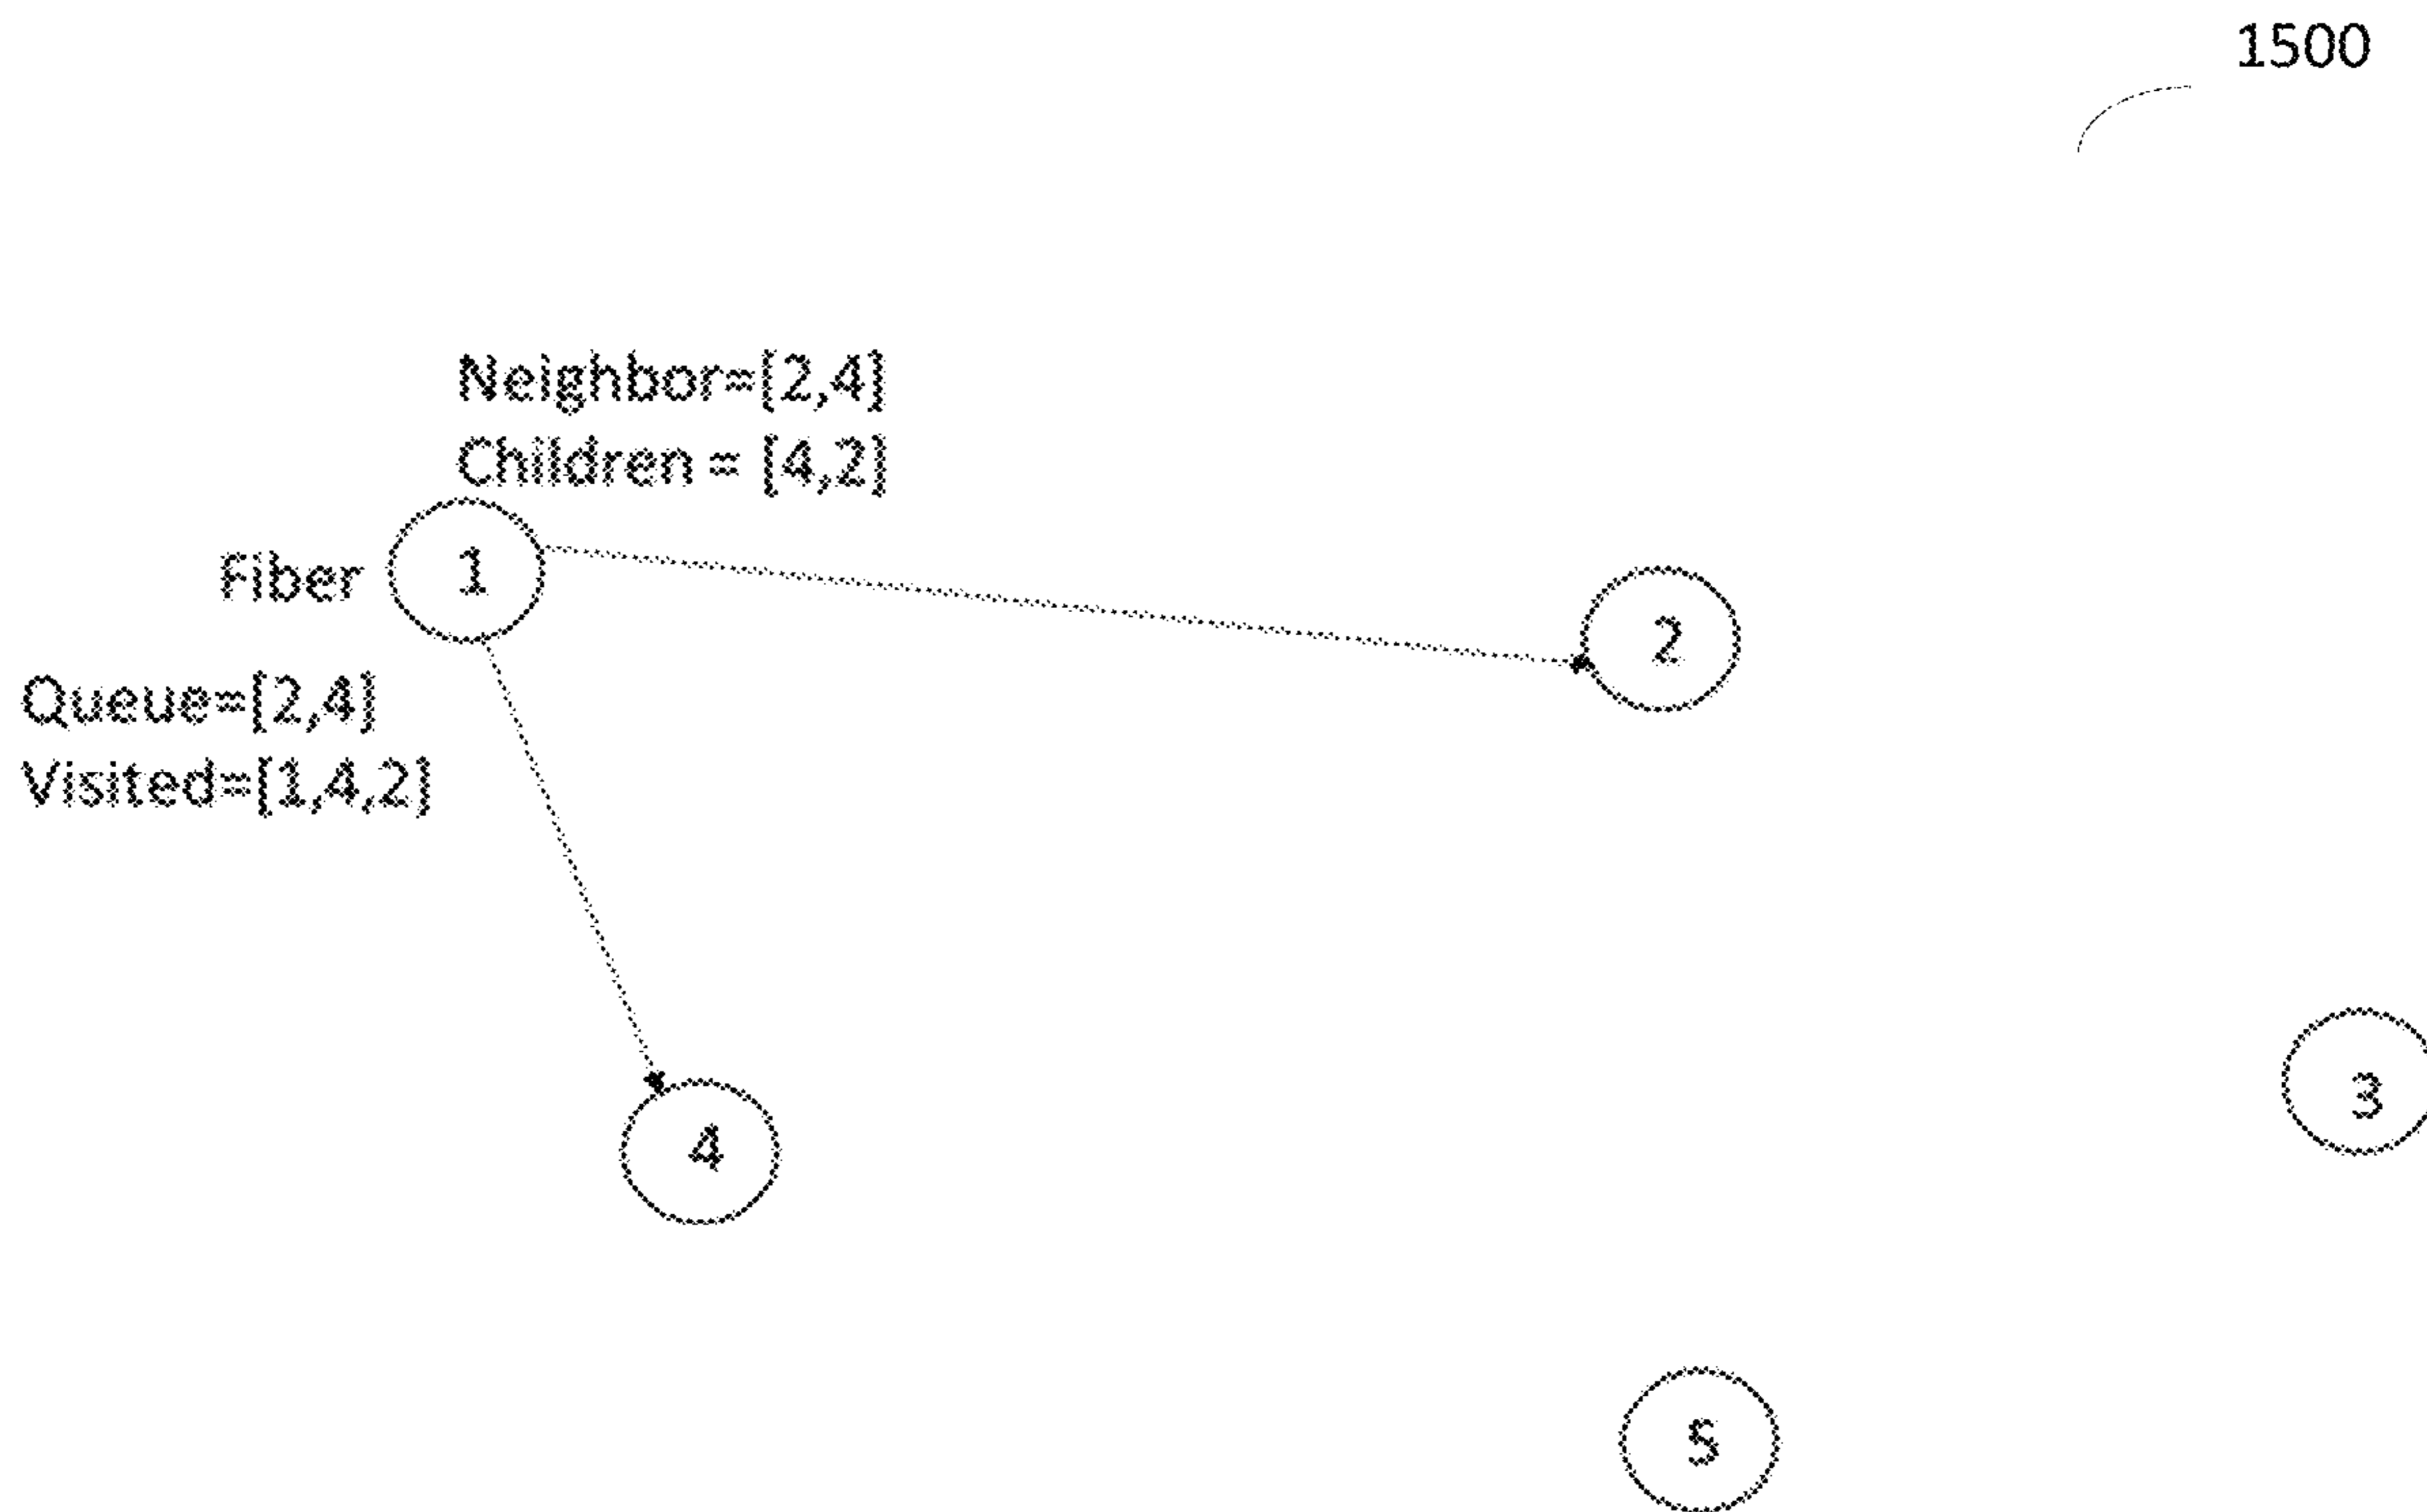 1500
Neighbor=[2,4]
Children = [4,2]
Fiber
1
2
Queue=[2,4]
Visited=[1,4,2]
3
4
5